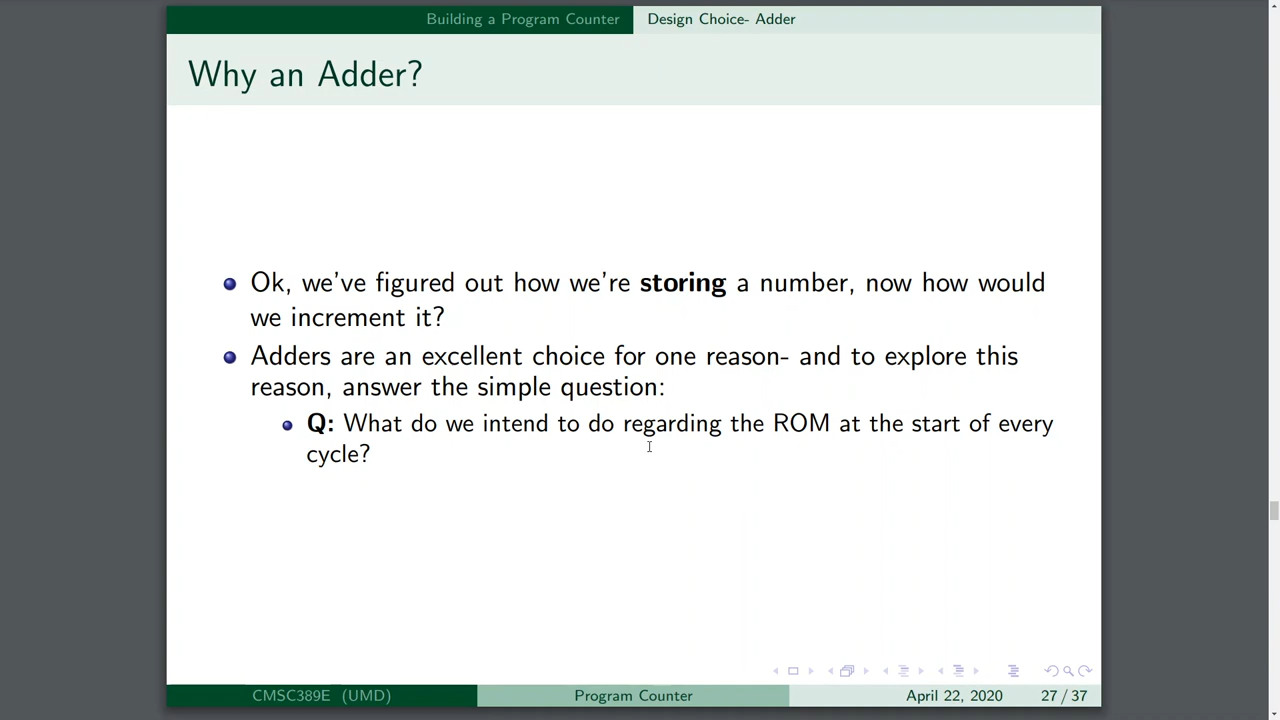 Building a Program Counter Design Choice- Adder
Why an Adder?
Ok, we've figured out how we're storing a number, now how would
we increment it?
Adders are an excellent choice for one reason- and to explore this
reason, answer the simple question:
Q: What do we intend to do regarding the ROM at the start of every
cycle?
CMSC389E (UMD) Program Counter April 22, 2020 27 / 37